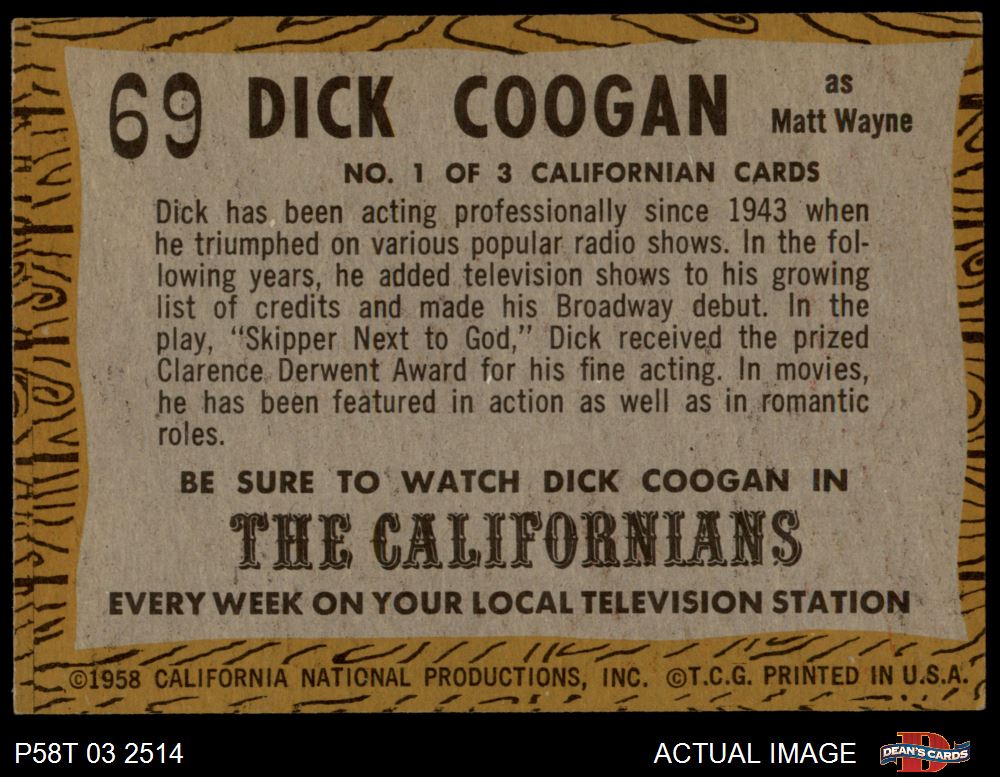 69 DICK COOGAN as Matt Wayne
NO. 1 OF 3 CALIFORNIAN CARDS
Dick has been acting professionally since 1943 when
he triumphed on various popular radio shows. In the fol-
lowing years, he added television shows to his growing
list of credits and made his Broadway debut. In the
play, "Skipper Next to God," Dick received the prized
Clarence Derwent Award for his fine acting. In movies,
he has been featured in action as well as in romantic
roles.
BE SURE TO WATCH DICK COOGAN IN
THE CALIFORNIANS
EVERY WEEK ON YOUR LOCAL TELEVISION STATION
©1958 CALIFORNIA NATIONAL PRODUCTIONS, INC. ©T.C.G. PRINTED IN U.S.A.
P58T 03 2514 ACTUAL IMAGE D DEAN'S CARDS